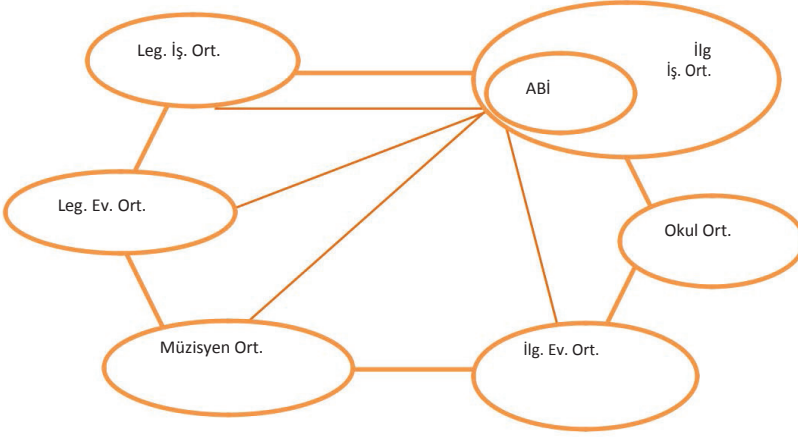 Leg. İş. Ort.
İlg
İş. Ort.
ABİ
Leg. Ev. Ort.
Okul Ort.
Müzisyen Ort.
İlg. Ev. Ort.